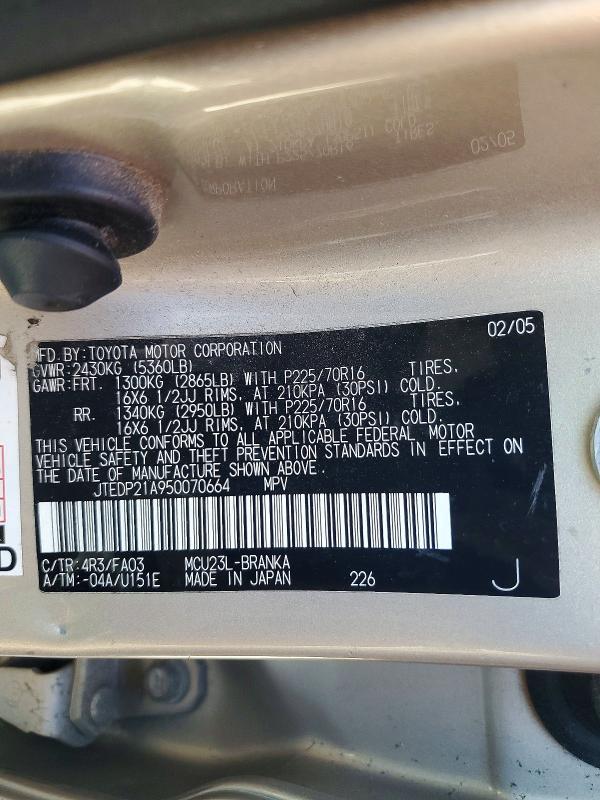 02/05
MFD.BY:TOYOTA MOTOR CORPORATION
GVWR:2430KG (5360LB)
GAWR:FRT. 1300KG (2865LB) WITH P225/70R16 TIRES,
16X6 1/2JJ RIMS, AT 210KPA (30PSI) COLD.
RR. 1340KG (2950LB) WITH P225/70R16 TIRES,
16X6 1/2JJ RIMS, AT 210KPA (30PSI) COLD.
THIS VEHICLE CONFORMS TO ALL APPLICABLE FEDERAL MOTOR
VEHICLE SAFETY AND THEFT PREVENTION STANDARDS IN EFFECT ON
THE DATE OF MANUFACTURE SHOWN ABOVE.
JTEDP21A950070664 MPV
C/TR:4R3/FA03 MCU23L-BRANKA
A/TM:-04A/U151E MADE IN JAPAN 226 J
D